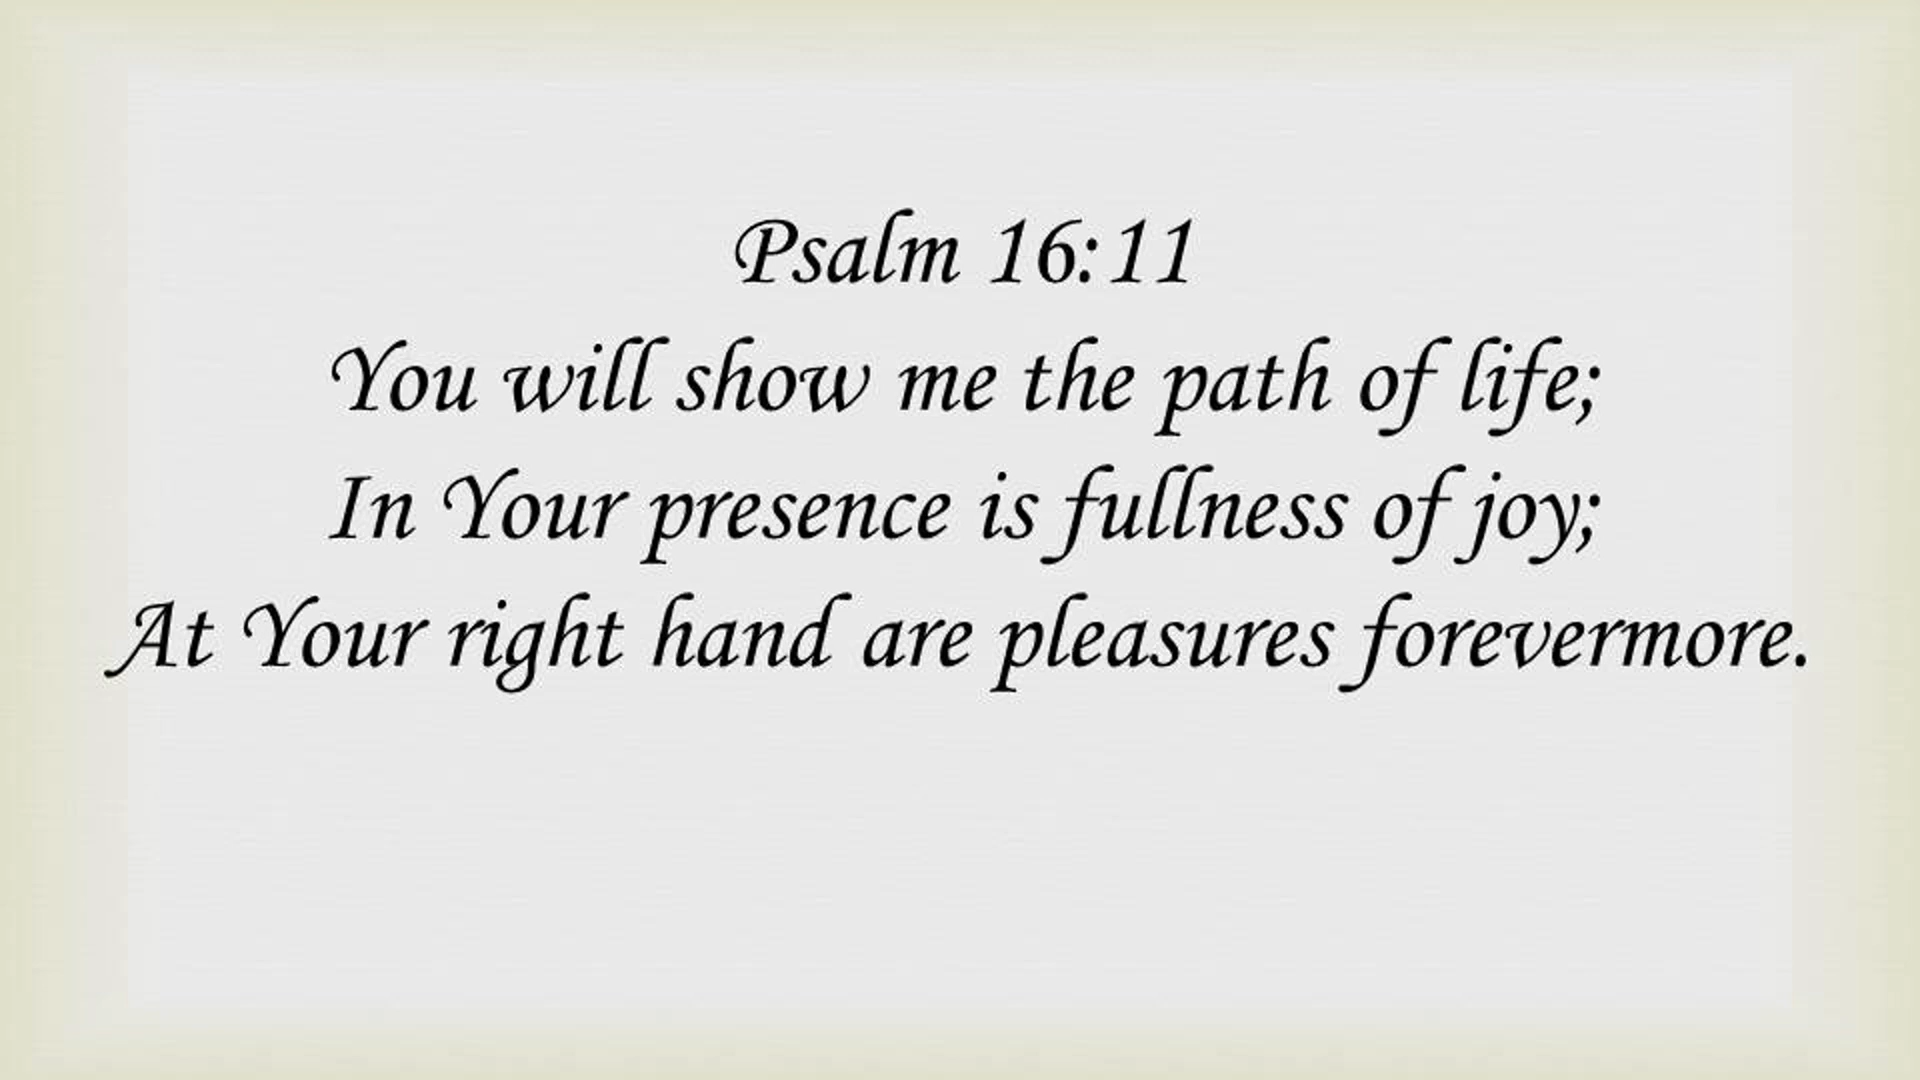 Psalm 16:11
You will show me the path of life;
In Your presence is fullness of joy;
At Your right hand are pleasures forevermore.